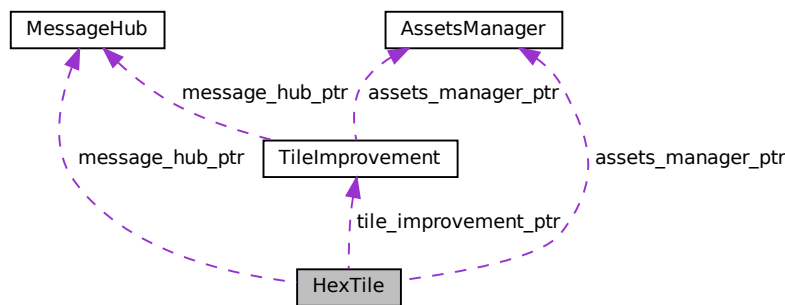 MessageHub
AssetsManager
message_hub_ptr
assets_manager_ptr
TileImprovement
message_hub_ptr
assets_manager_ptr
tile_improvement_ptr
HexTile